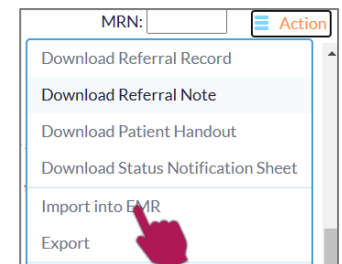 MRN: Action
Download Referral Record
Download Referral Note
Download Patient Handout
Download Status Notification Sheet
Import into EMR
Export